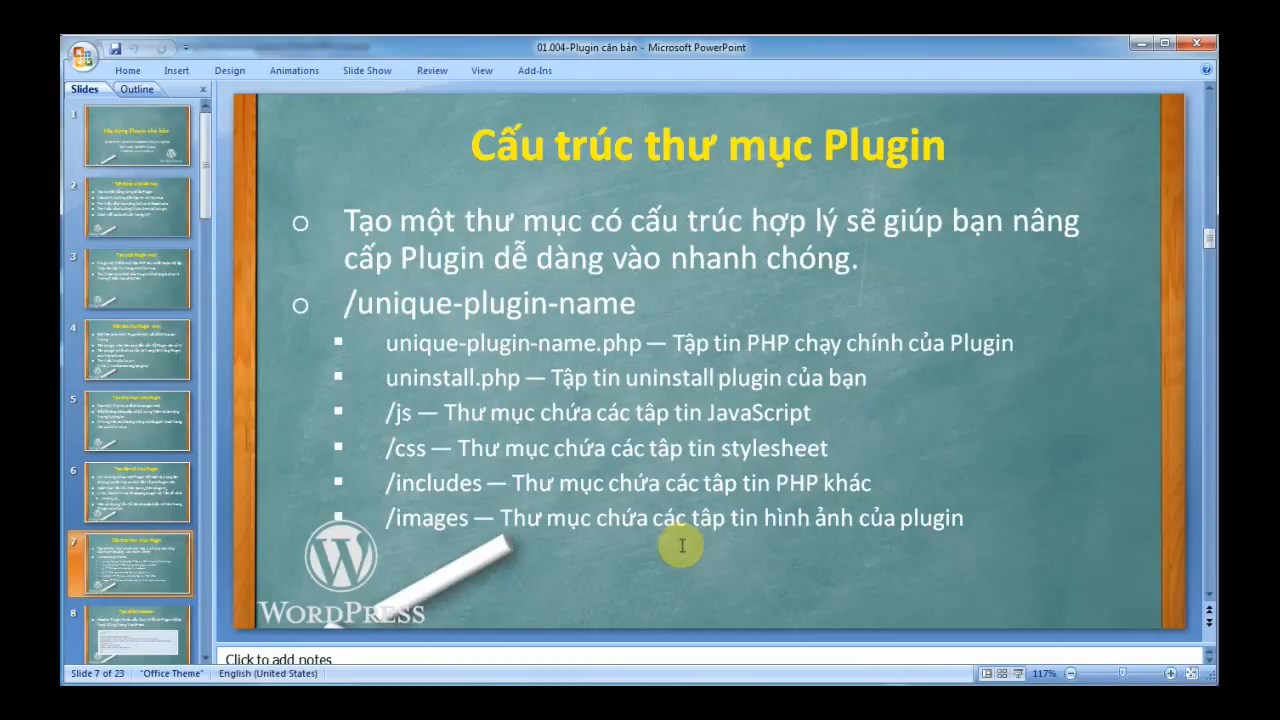 01.004-Plugin căn bản - Microsoft PowerPoint
Home Insert Design Animations Slide Show Review View Add-Ins
Slides Outline x
1
2
3
4
5
6
7
8
Cấu trúc thư mục Plugin
Tạo một thư mục có cấu trúc hợp lý sẽ giúp bạn nâng
cấp Plugin dễ dàng vào nhanh chóng.
/unique-plugin-name
unique-plugin-name.php — Tập tin PHP chạy chính của Plugin
uninstall.php — Tập tin uninstall plugin của bạn
/js — Thư mục chứa các tâp tin JavaScript
/css — Thư mục chứa các tâp tin stylesheet
/includes — Thư mục chứa các tâp tin PHP khác
/images — Thư mục chứa các tâp tin hình ảnh của plugin
WORDPRESS
Click to add notes
Slide 7 of 23 "Office Theme" English (United States) 117%